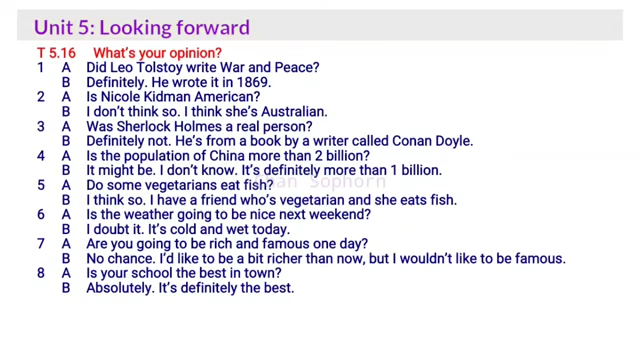 Unit 5: Looking forward
T 5.16 What's your opinion?
1 A Did Leo Tolstoy write War and Peace?
B Definitely. He wrote it in 1869.
2 A Is Nicole Kidman American?
B I don't think so. I think she's Australian.
3 A Was Sherlock Holmes a real person?
B Definitely not. He's from a book by a writer called Conan Doyle.
4 A Is the population of China more than 2 billion?
B It might be. I don't know. It's definitely more than 1 billion.
5 A Do some vegetarians eat fish?
Sophorn
B I think so. I have a friend who's vegetarian and she eats fish.
6 A Is the weather going to be nice next weekend?
B I doubt it. It's cold and wet today.
7 A Are you going to be rich and famous one day?
B No chance. I'd like to be a bit richer than now, but I wouldn't like to be famous.
8 A Is your school the best in town?
B Absolutely. It's definitely the best.